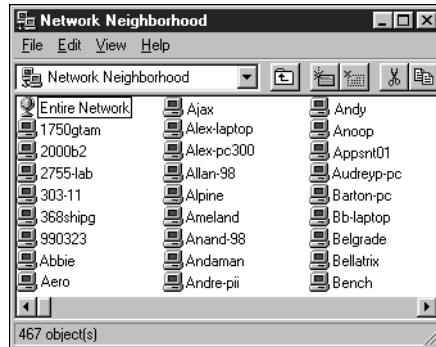 Network Neighborhood
File Edit View Help
Network Neighborhood
Entire Network
1750gtam
2000b2
2755-lab
303-11
368shipg
990323
Abbie
Aero
Ajax
Alex-laptop
Alex-pc300
Allan-98
Alpine
Ameland
Anand-98
Andaman
Andre-pii
Andy
Anoop
Appsnt01
Audreyp-pc
Barton-pc
Bb-laptop
Belgrade
Bellatrix
Bench
467 object(s)